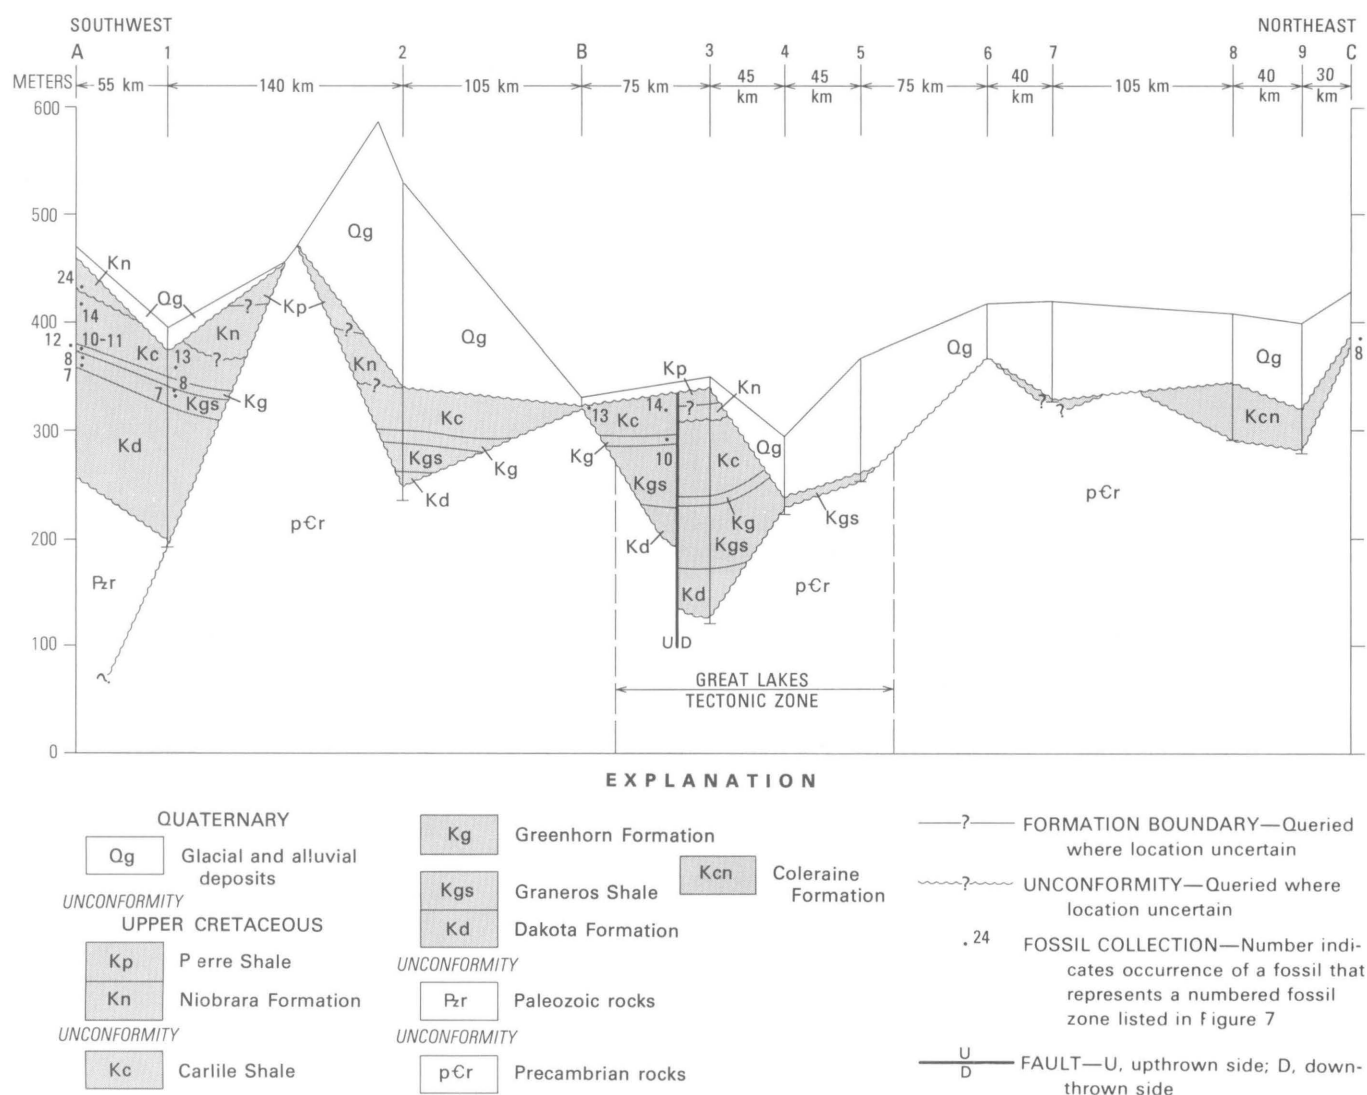 SOUTHWEST NORTHEAST
A 1 2 B 3 4 5 6 7 8 9 C
METERS 55 km 140 km 105 km 75 km 45 km 45 km 75 km 40 km 105 km 40 km 30 km
600
500
400
300
200
100
0
Kn
24
Qg
14
12
10-11
Kc
13
8
8
7
7
Kgs
Kg
Kd
Kn
?
?
Kp
Qg
?
Kn
?
Qg
Kc
Kgs
Kg
Kd
p€r
Pzr
?
13
Kc
14
10
Kg
Kgs
Kd
Kp
?
Kn
Kc
Kg
Kgs
Kd
U D
Qg
Kgs
p€r
Qg
?
?
p€r
Qg
Kcn
8
GREAT LAKES
TECTONIC ZONE
EXPLANATION
QUATERNARY
Qg Glacial and alluvial
deposits
UNCONFORMITY
UPPER CRETACEOUS
Kp P erre Shale
Kn Niobrara Formation
UNCONFORMITY
Kc Carlile Shale
Kg Greenhorn Formation
Kgs Graneros Shale
Kd Dakota Formation
UNCONFORMITY
Pzr Paleozoic rocks
UNCONFORMITY
p€r Precambrian rocks
Kcn Coleraine
Formation
? FORMATION BOUNDARY—Queried
where location uncertain
? UNCONFORMITY—Queried where
location uncertain
.24 FOSSIL COLLECTION—Number indi-
cates occurrence of a fossil that
represents a numbered fossil
zone listed in Figure 7
U
D FAULT—U, upthrown side; D, down-
thrown side